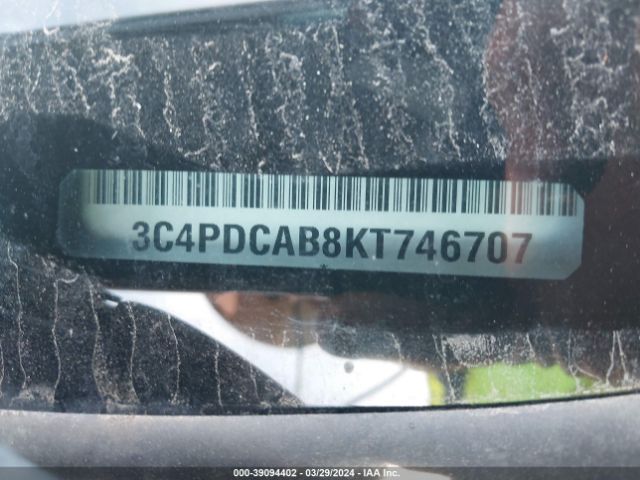 3C4PDCAB8KT746707
*
000-39094402 | 03/29/2024 | IAA Inc.